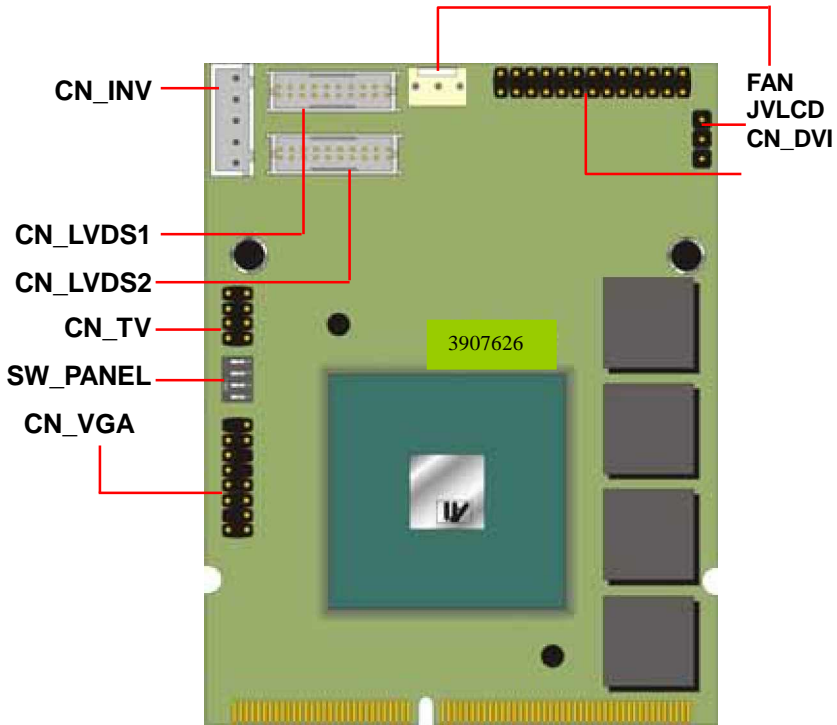 CN_INV
FAN
JVLCD
CN_DVI
CN_LVDS1
CN_LVDS2
CN_TV
3907626
SW_PANEL
CN_VGA